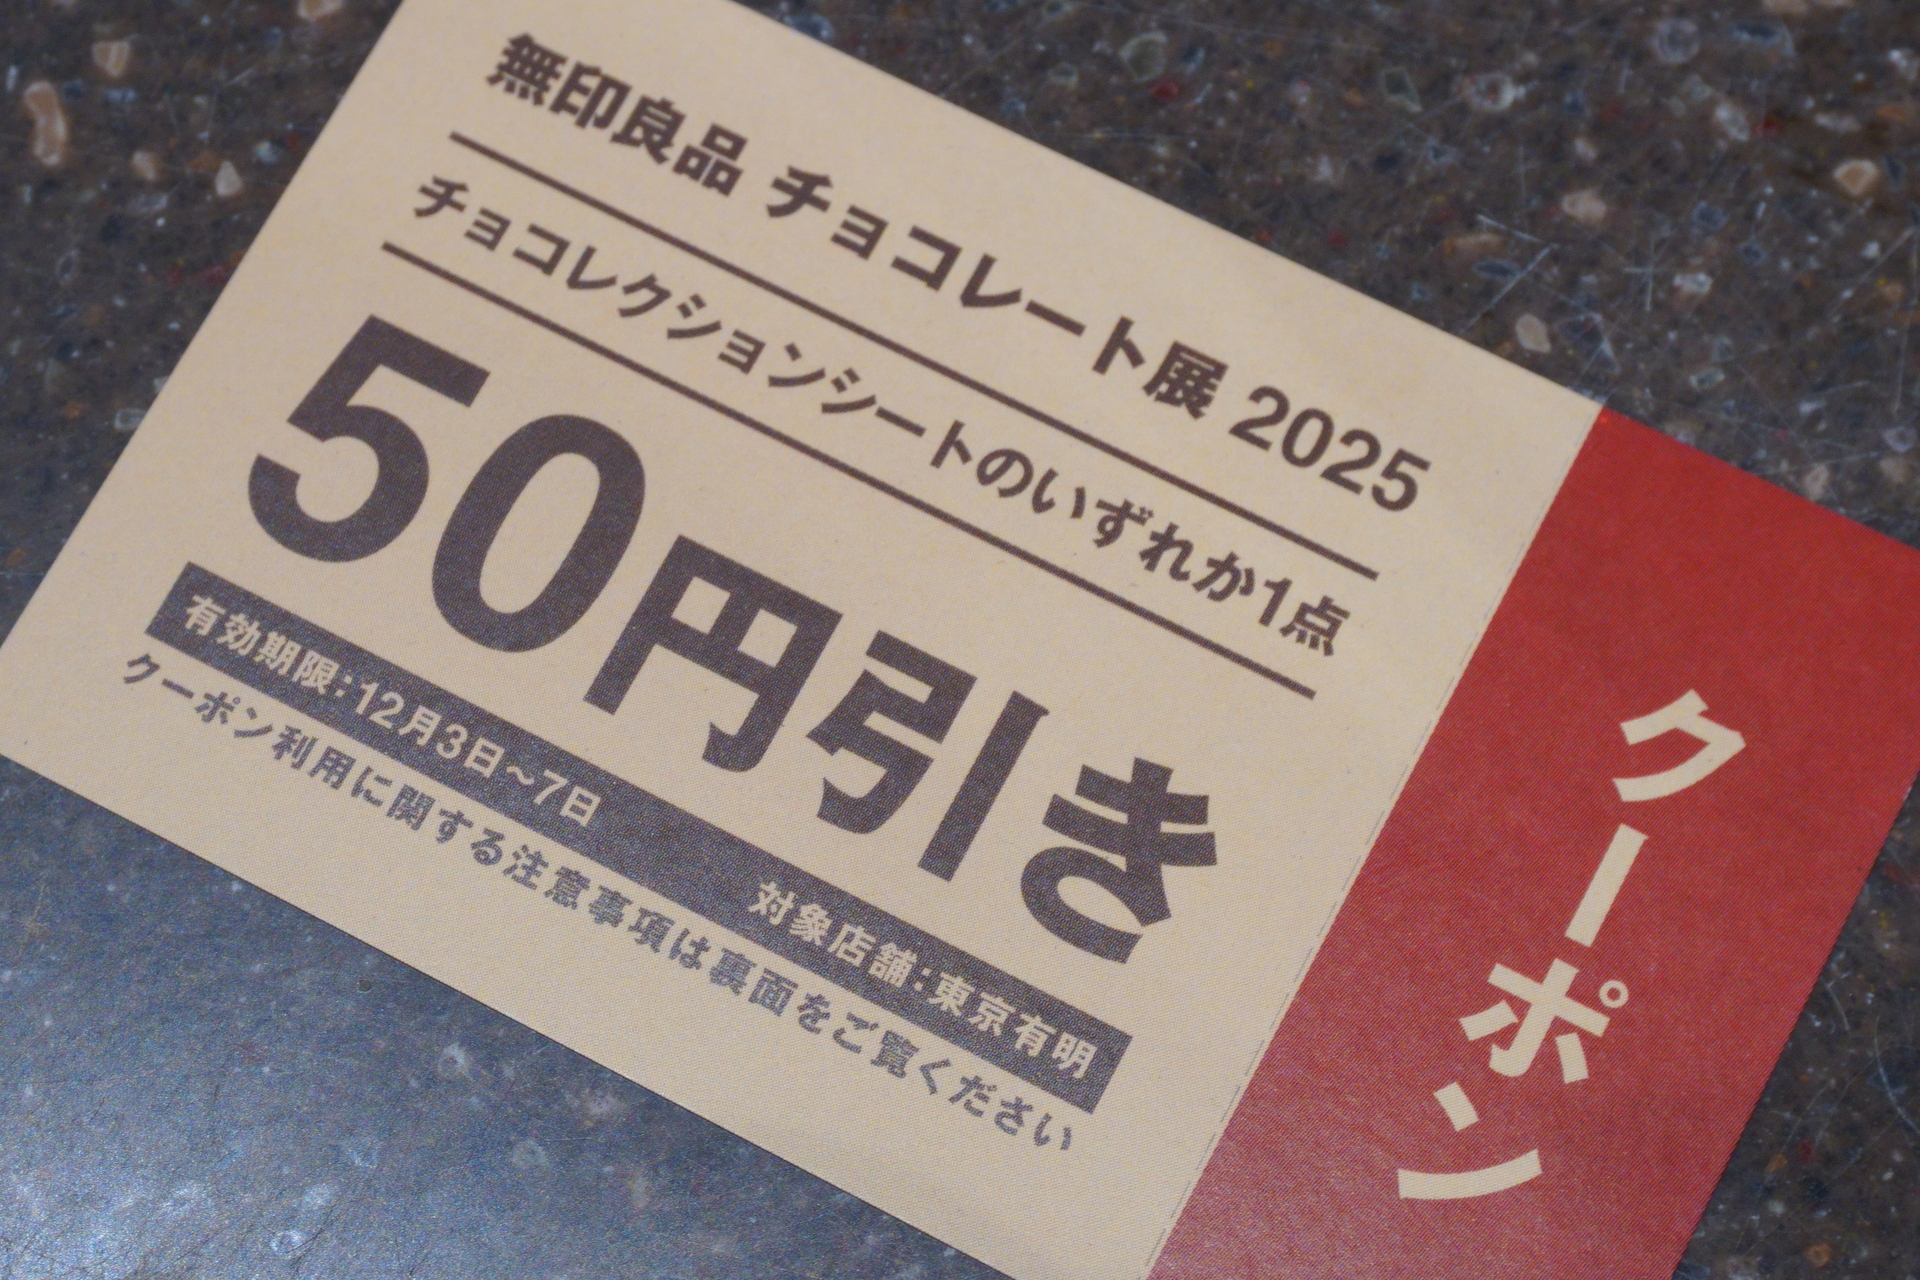 無印良品 チョコレート展 2025
チョコレクションシートのいずれか1点
50円引き
有効期限:12月3日~7日 対象店舗:東京有明
クーポン利用に関する注意事項は裏面をご覧ください
クーポン